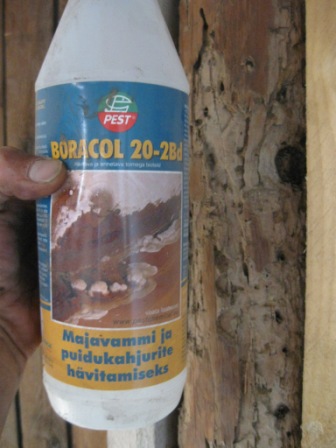 PEST
BORACOL 20-2Bd
Majavammi ja
puidukahjurite
hävitamiseks